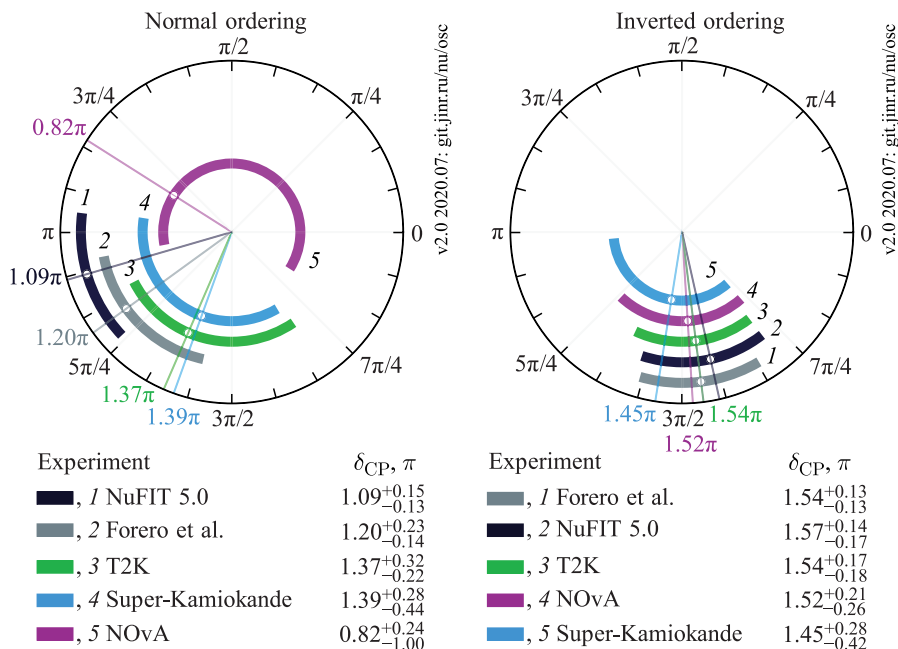 Normal ordering
π/2
3π/4
π/4
0.82π
1
4
π
2
0
5
3
1.09π
1.20π
5π/4
7π/4
1.37π
1.39π
3π/2
v2.0 2020.07: git.jinr.ru/nu/osc
Inverted ordering
π/2
3π/4
π/4
π
0
5
4
3
2
1
5π/4
7π/4
1.45π
3π/2
1.54π
1.52π
v2.0 2020.07: git.jinr.ru/nu/osc
Experiment δCP, π
, 1 NuFIT 5.0 1.09+0.15−0.13
, 2 Forero et al. 1.20+0.23−0.14
, 3 T2K 1.37+0.32−0.22
, 4 Super-Kamiokande 1.39+0.28−0.44
, 5 NOvA 0.82+0.24−1.00
Experiment δCP, π
, 1 Forero et al. 1.54+0.13−0.13
, 2 NuFIT 5.0 1.57+0.14−0.17
, 3 T2K 1.54+0.17−0.18
, 4 NOvA 1.52+0.21−0.26
, 5 Super-Kamiokande 1.45+0.28−0.42